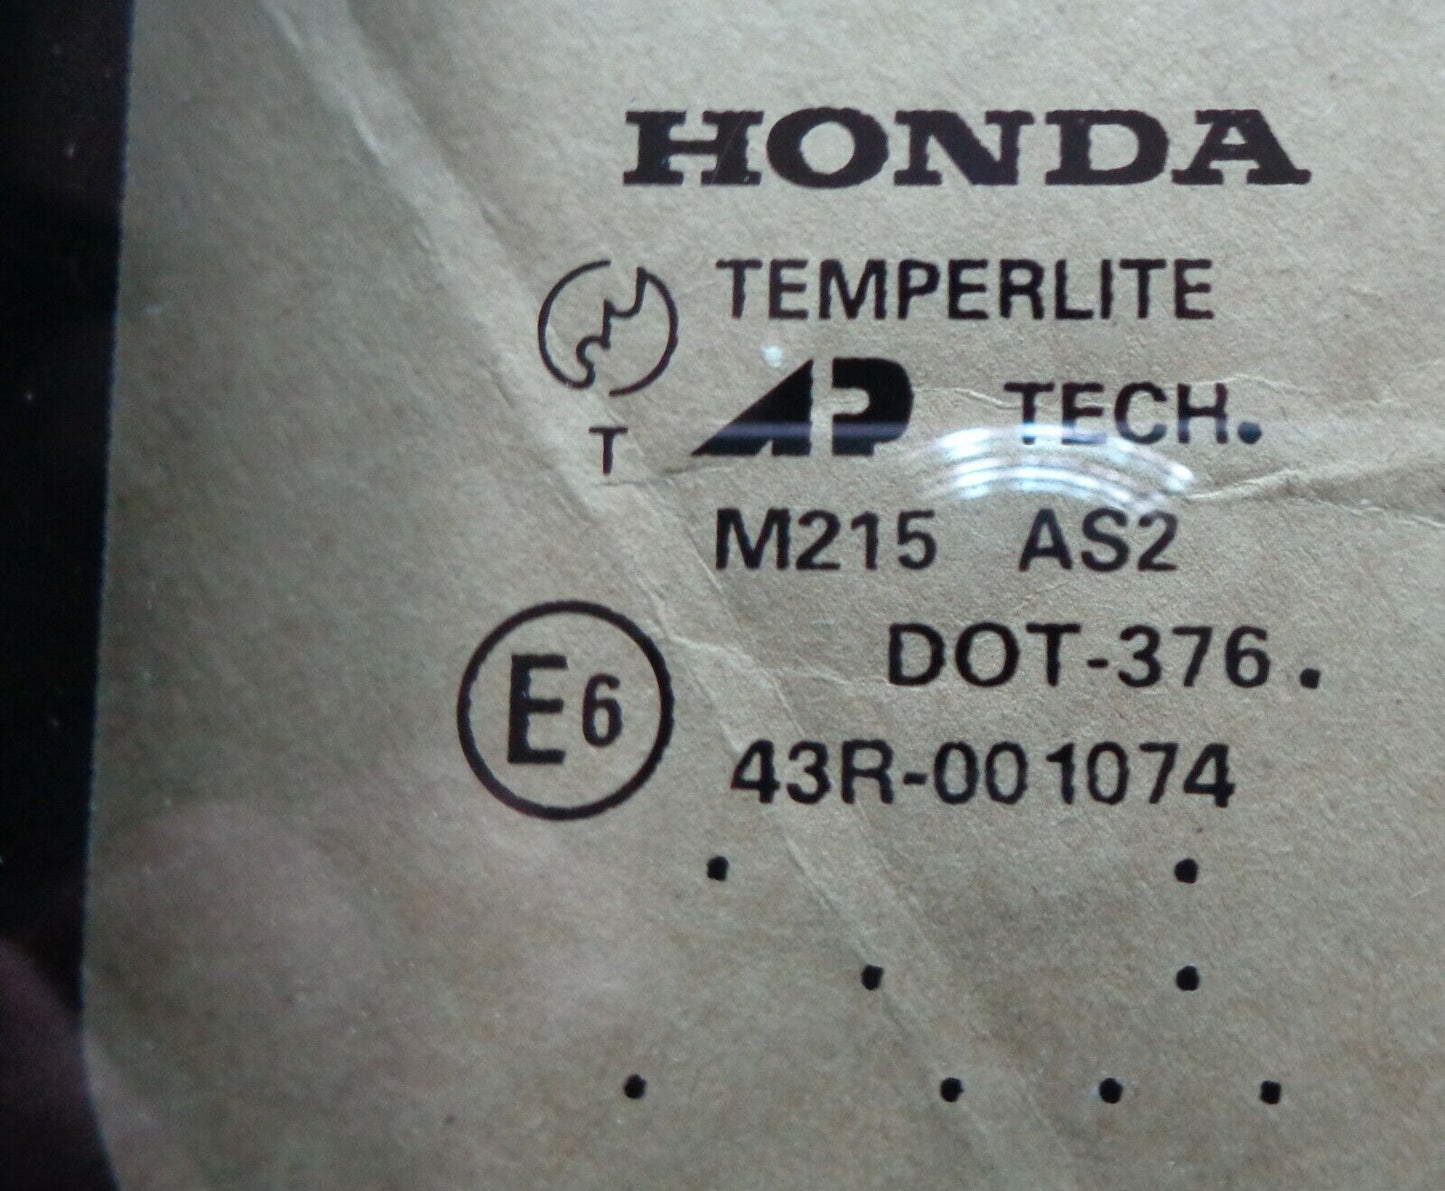 HONDA
TEMPERLITE
T
AP TECH.
M215 AS2
DOT-376.
E6
43R-001074